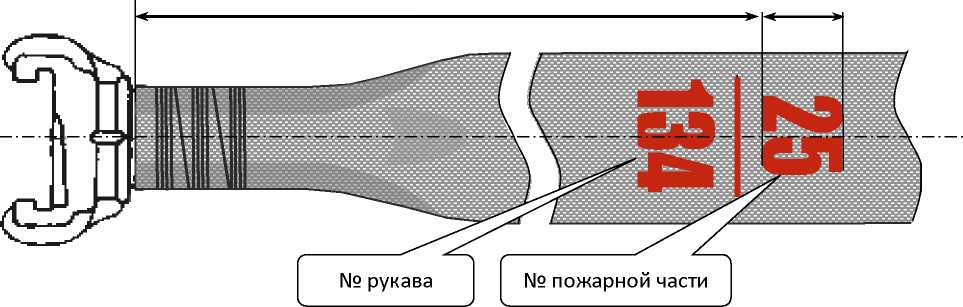 25
134
№ рукава
№ пожарной части